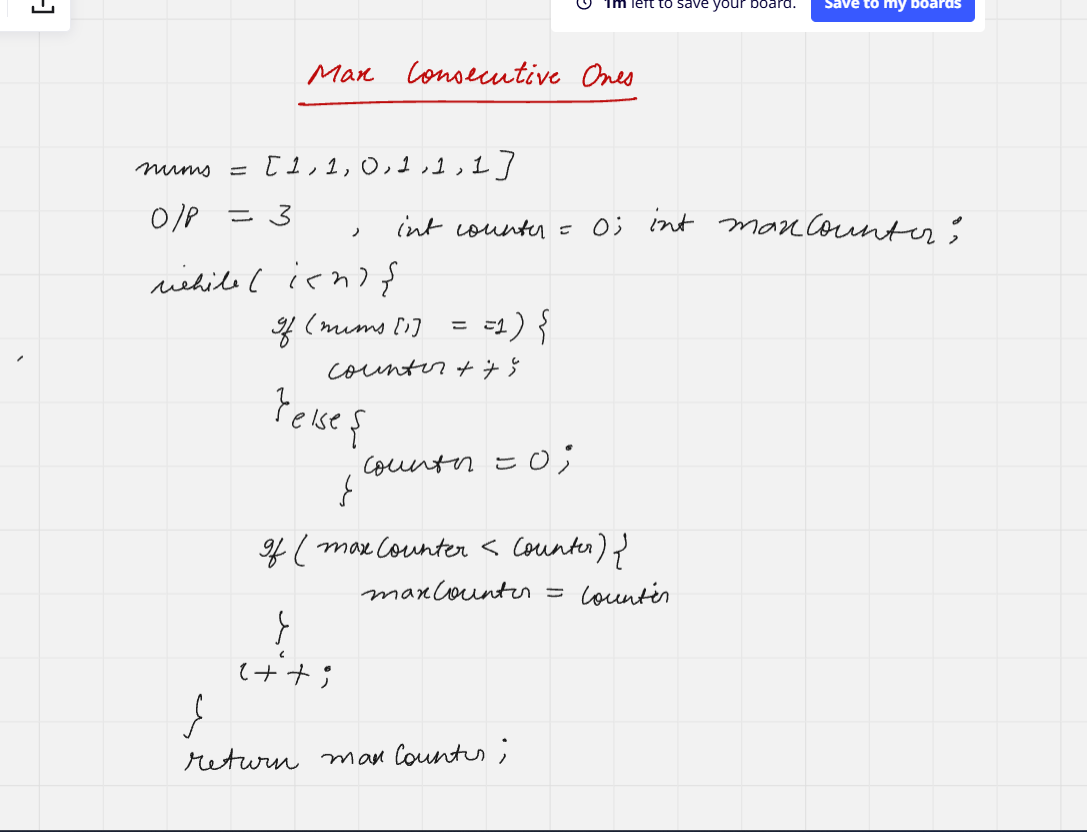 1m left to save your board. Save to my boards
Max Consecutive Ones
nums = [1,1,0,1,1,1]
O/P = 3 , int counter = 0; int maxCounter;
while( i<n){
if (nums[i] = =1) {
counter++;
}else{
counter = 0;
}
if ( maxCounter < Counter) {
maxCounter = Counter
}
i++;
}
return maxCounter;